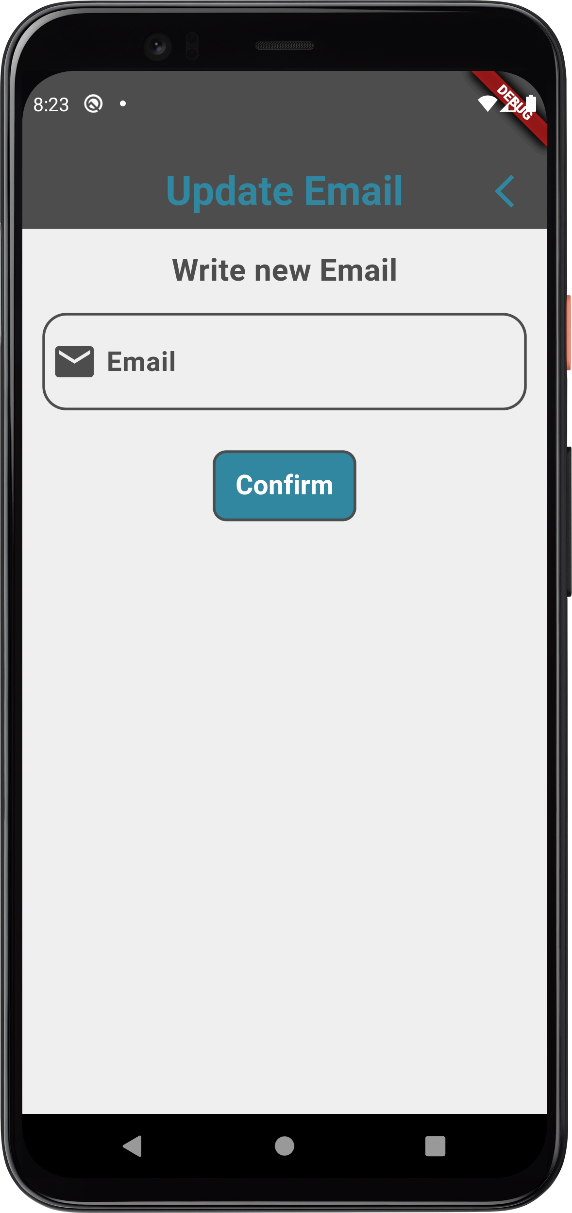 8:23
DEBUG
Update Email
Write new Email
Email
Confirm